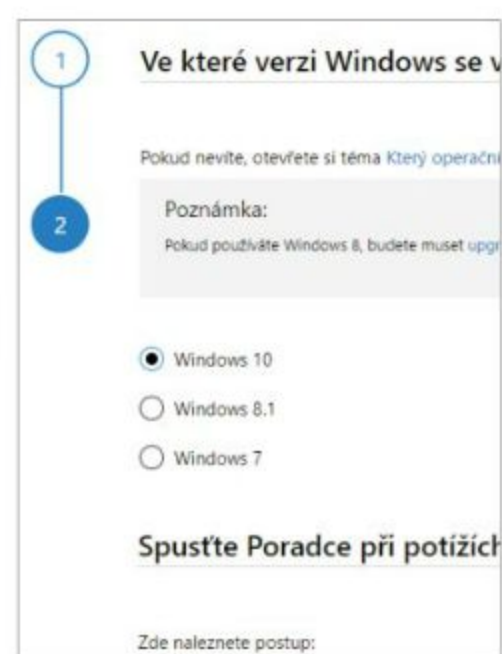 1
Ve které verzi Windows se v
Pokud nevíte, otevřete si téma Který operační
2
Poznámka:
Pokud používáte Windows 8, budete muset upgr
Windows 10
Windows 8.1
Windows 7
Spusťte Poradce při potížích
Zde naleznete postup: